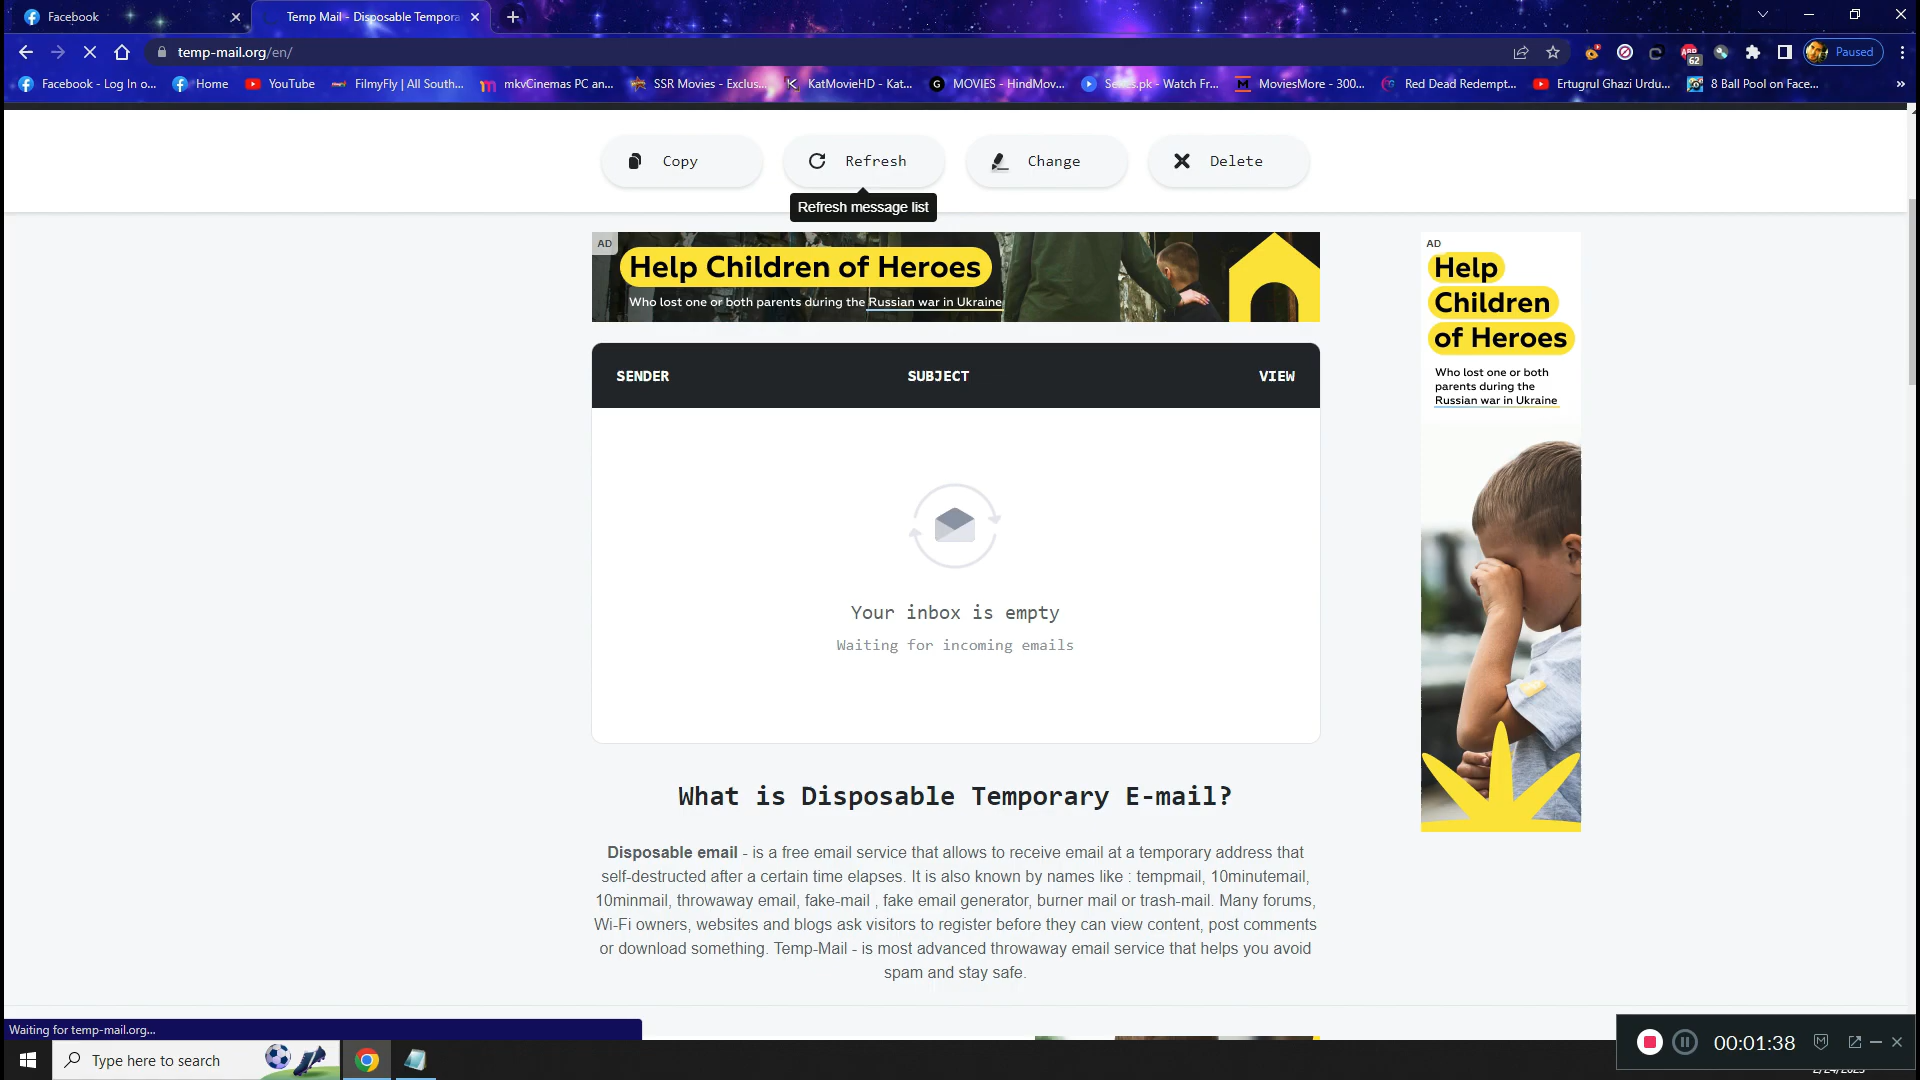 Facebook
Temp Mail - Disposable Tempora
temp-mail.org/en/
62
Paused
Facebook - Log In o...
Home
YouTube
FilmyFly | All South...
mkvCinemas PC an...
SSR Movies - Exclus...
KatMovieHD - Kat...
MOVIES - HindMov...
Series.pk - Watch Fr...
MoviesMore - 300...
Red Dead Redempt...
Ertugrul Ghazi Urdu...
8 Ball Pool on Face...
Copy
Refresh
Change
Delete
Refresh message list
AD
Help Children of Heroes
Who lost one or both parents during the Russian war in Ukraine
AD
Help
Children
of Heroes
Who lost one or both
parents during the
Russian war in Ukraine
SENDER
SUBJECT
VIEW
Your inbox is empty
Waiting for incoming emails
What is Disposable Temporary E-mail?
Disposable email - is a free email service that allows to receive email at a temporary address that
self-destructed after a certain time elapses. It is also known by names like : tempmail, 10minutemail,
10minmail, throwaway email, fake-mail , fake email generator, burner mail or trash-mail. Many forums,
Wi-Fi owners, websites and blogs ask visitors to register before they can view content, post comments
or download something. Temp-Mail - is most advanced throwaway email service that helps you avoid
spam and stay safe.
Waiting for temp-mail.org...
Type here to search
00:01:38